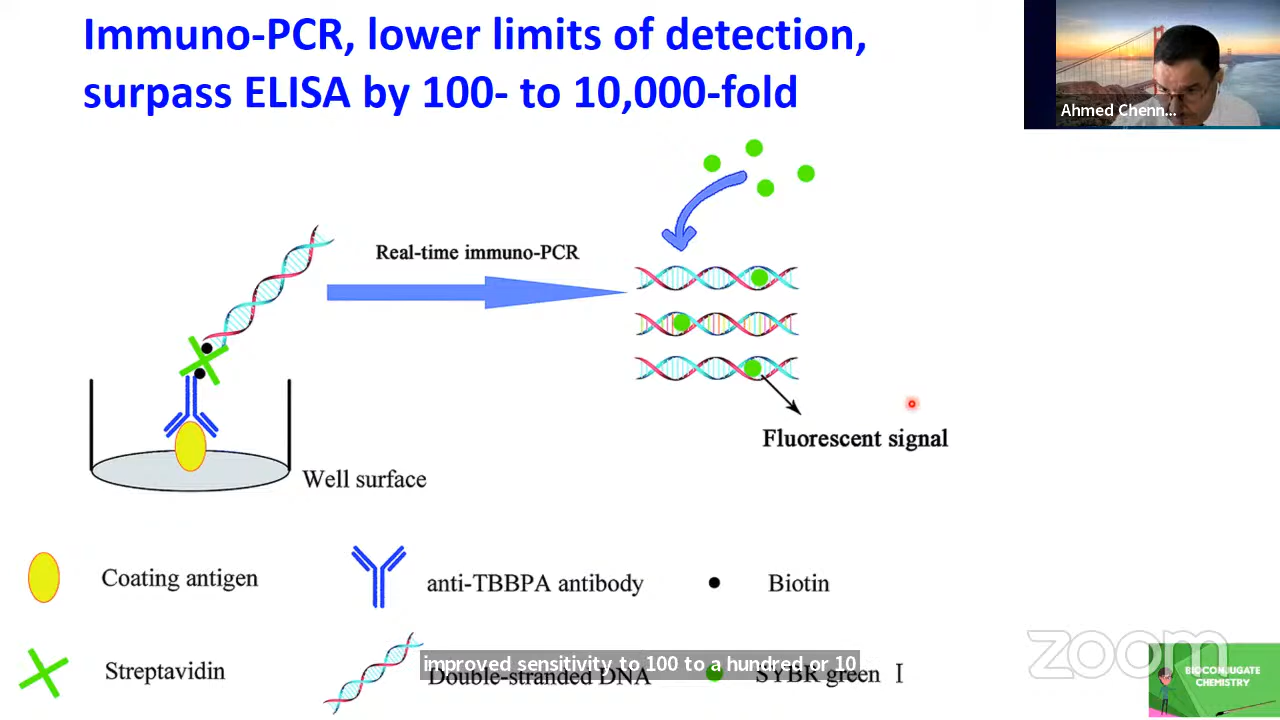 Immuno-PCR, lower limits of detection,
surpass ELISA by 100- to 10,000-fold
Ahmed Chenn...
Real-time immuno-PCR
Fluorescent signal
Well surface
Coating antigen
anti-TBBPA antibody
Biotin
Streptavidin
improved sensitivity to 100 to a hundred or 10
Double-stranded DNA
SYBR green I
zoom
BIOCONJUGATE
CHEMISTRY